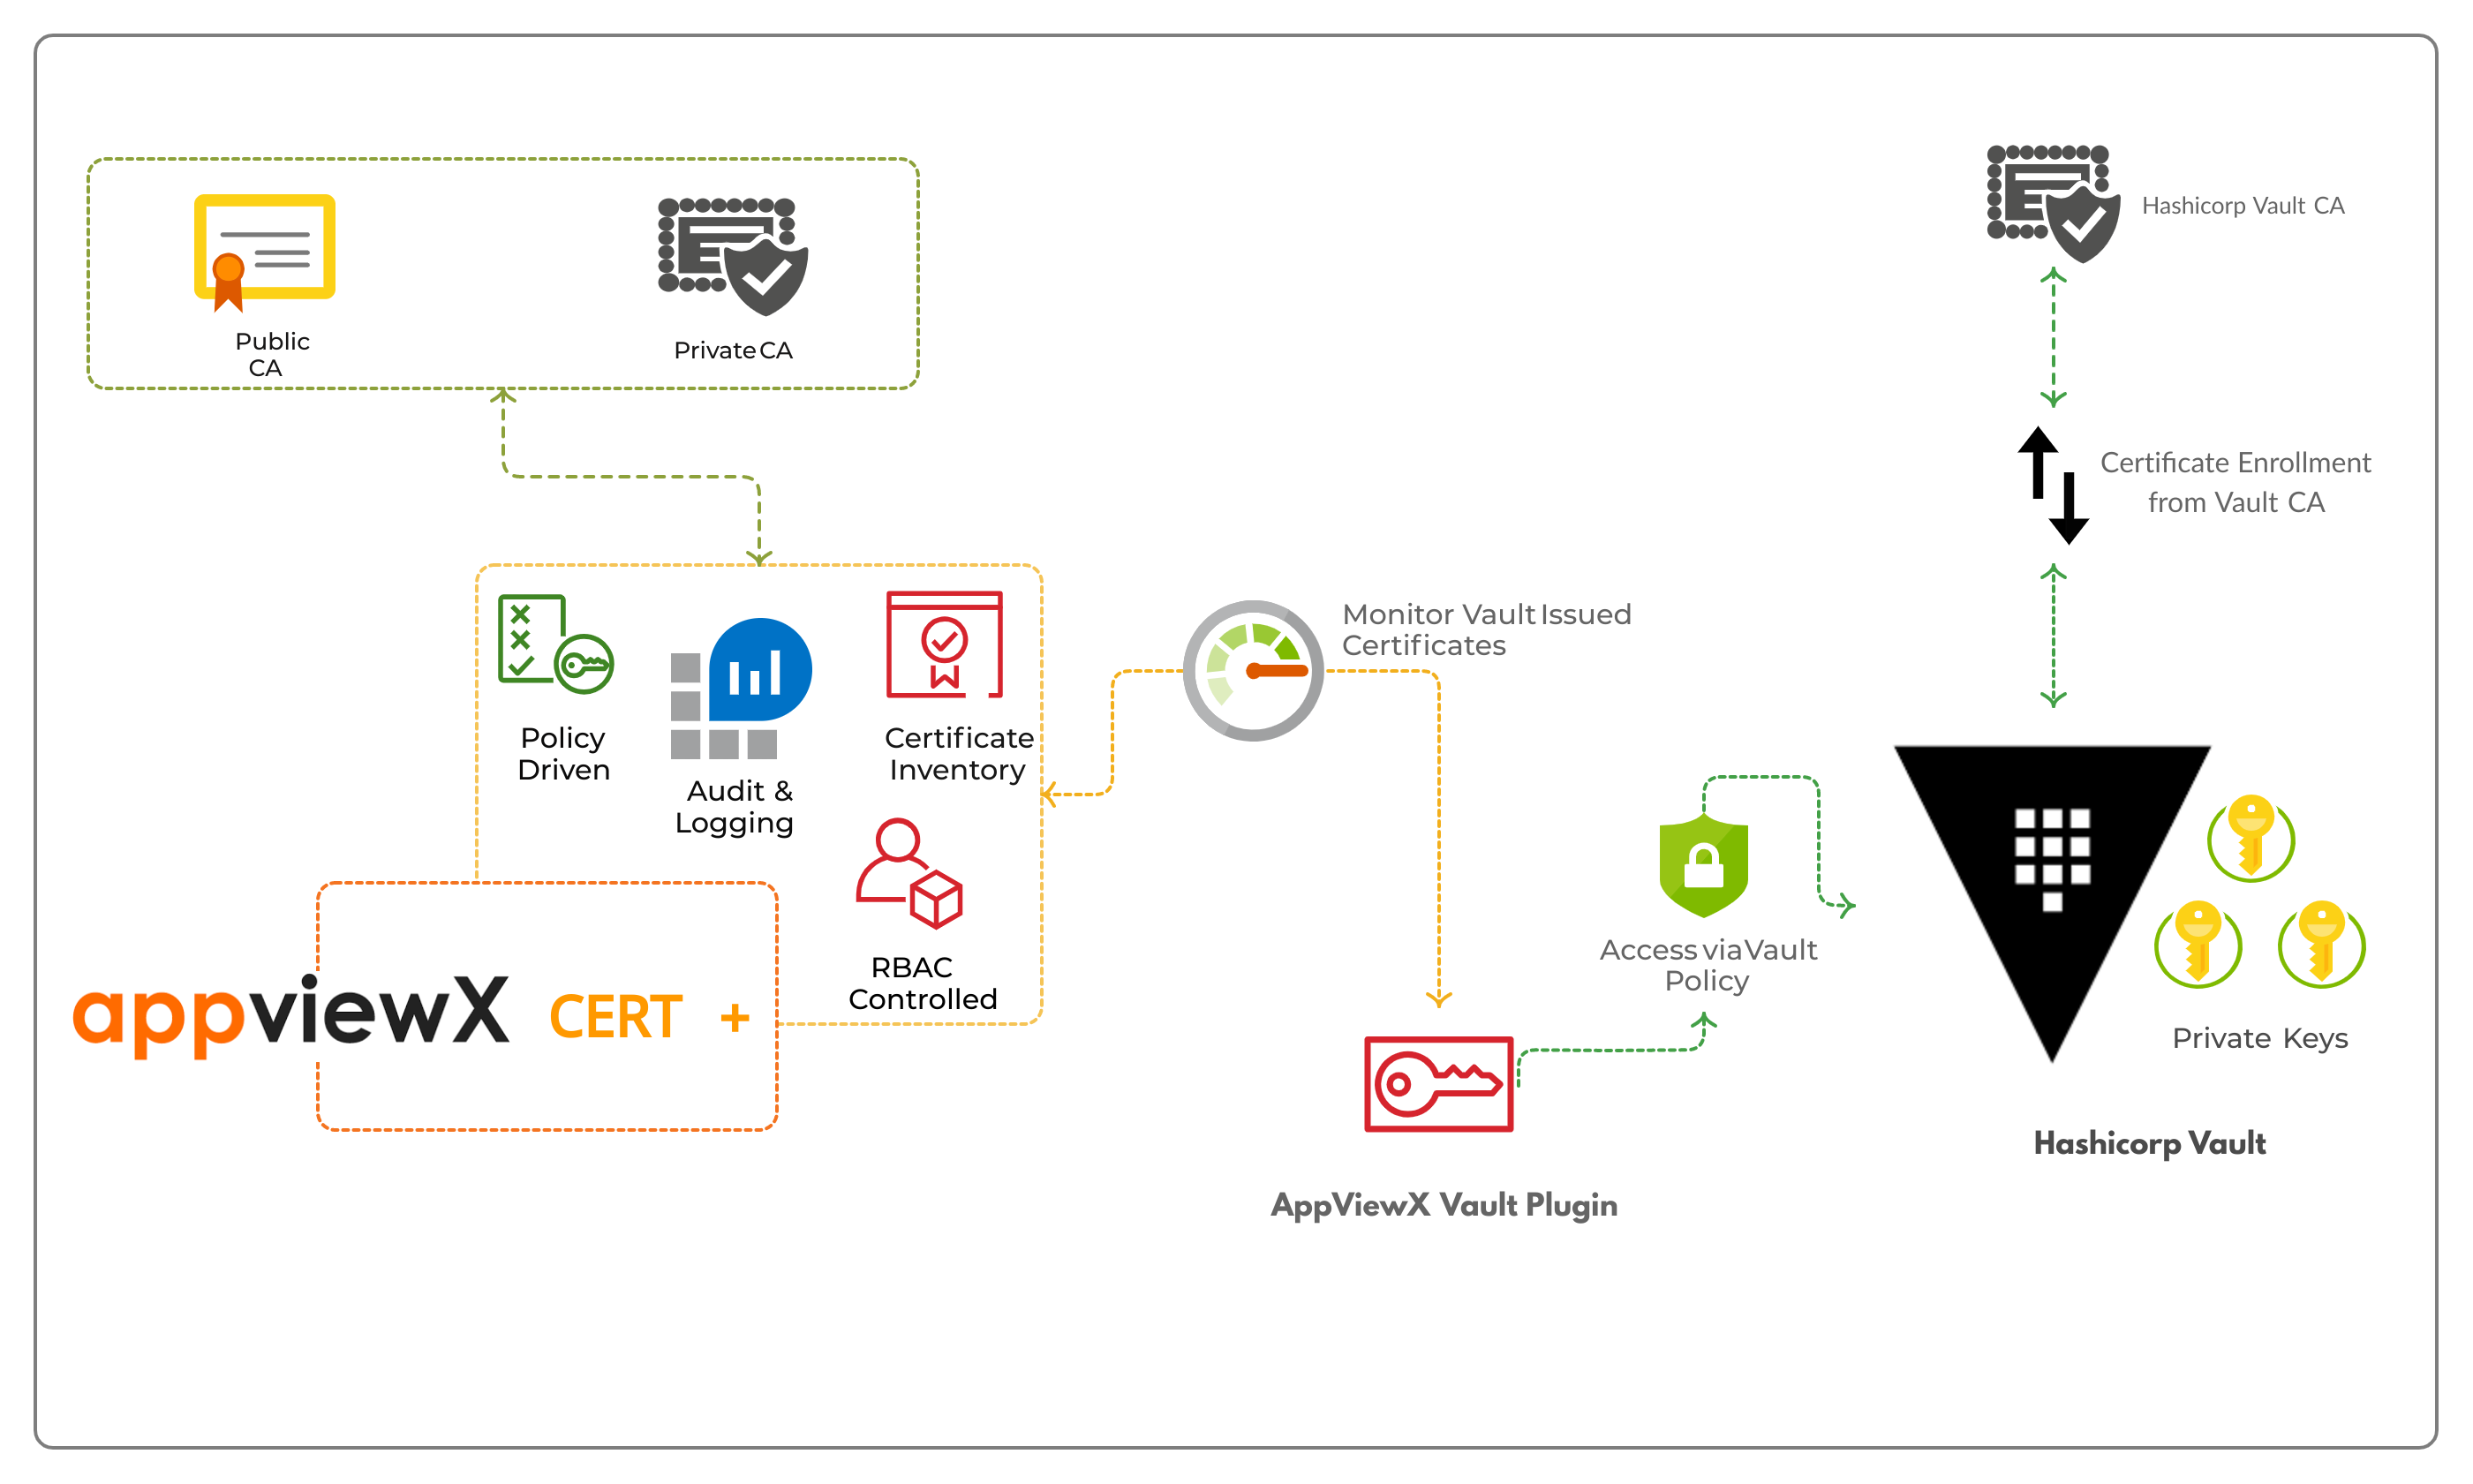 Public
CA
Private CA
Hashicorp Vault CA
Certificate Enrollment
from Vault CA
Monitor Vault Issued
Certificates
Policy
Driven
Audit &
Logging
Certificate
Inventory
RBAC
Controlled
appviewX CERT +
Access via Vault
Policy
Private Keys
Hashicorp Vault
AppViewX Vault Plugin